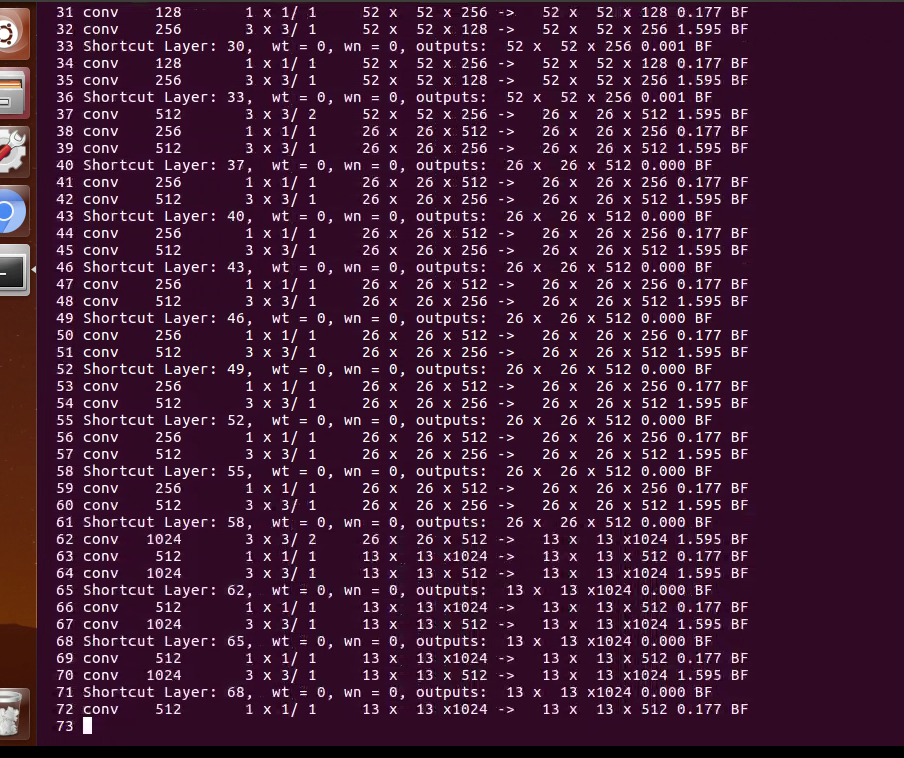 31 conv    128       1 x 1/ 1     52 x  52 x 256 ->   52 x  52 x 128 0.177 BF
32 conv    256       3 x 3/ 1     52 x  52 x 128 ->   52 x  52 x 256 1.595 BF
33 Shortcut Layer: 30,  wt = 0, wn = 0, outputs:  52 x  52 x 256 0.001 BF
34 conv    128       1 x 1/ 1     52 x  52 x 256 ->   52 x  52 x 128 0.177 BF
35 conv    256       3 x 3/ 1     52 x  52 x 128 ->   52 x  52 x 256 1.595 BF
36 Shortcut Layer: 33,  wt = 0, wn = 0, outputs:  52 x  52 x 256 0.001 BF
37 conv    512       3 x 3/ 2     52 x  52 x 256 ->   26 x  26 x 512 1.595 BF
38 conv    256       1 x 1/ 1     26 x  26 x 512 ->   26 x  26 x 256 0.177 BF
39 conv    512       3 x 3/ 1     26 x  26 x 256 ->   26 x  26 x 512 1.595 BF
40 Shortcut Layer: 37,  wt = 0, wn = 0, outputs:  26 x  26 x 512 0.000 BF
41 conv    256       1 x 1/ 1     26 x  26 x 512 ->   26 x  26 x 256 0.177 BF
42 conv    512       3 x 3/ 1     26 x  26 x 256 ->   26 x  26 x 512 1.595 BF
43 Shortcut Layer: 40,  wt = 0, wn = 0, outputs:  26 x  26 x 512 0.000 BF
44 conv    256       1 x 1/ 1     26 x  26 x 512 ->   26 x  26 x 256 0.177 BF
45 conv    512       3 x 3/ 1     26 x  26 x 256 ->   26 x  26 x 512 1.595 BF
46 Shortcut Layer: 43,  wt = 0, wn = 0, outputs:  26 x  26 x 512 0.000 BF
47 conv    256       1 x 1/ 1     26 x  26 x 512 ->   26 x  26 x 256 0.177 BF
48 conv    512       3 x 3/ 1     26 x  26 x 256 ->   26 x  26 x 512 1.595 BF
49 Shortcut Layer: 46,  wt = 0, wn = 0, outputs:  26 x  26 x 512 0.000 BF
50 conv    256       1 x 1/ 1     26 x  26 x 512 ->   26 x  26 x 256 0.177 BF
51 conv    512       3 x 3/ 1     26 x  26 x 256 ->   26 x  26 x 512 1.595 BF
52 Shortcut Layer: 49,  wt = 0, wn = 0, outputs:  26 x  26 x 512 0.000 BF
53 conv    256       1 x 1/ 1     26 x  26 x 512 ->   26 x  26 x 256 0.177 BF
54 conv    512       3 x 3/ 1     26 x  26 x 256 ->   26 x  26 x 512 1.595 BF
55 Shortcut Layer: 52,  wt = 0, wn = 0, outputs:  26 x  26 x 512 0.000 BF
56 conv    256       1 x 1/ 1     26 x  26 x 512 ->   26 x  26 x 256 0.177 BF
57 conv    512       3 x 3/ 1     26 x  26 x 256 ->   26 x  26 x 512 1.595 BF
58 Shortcut Layer: 55,  wt = 0, wn = 0, outputs:  26 x  26 x 512 0.000 BF
59 conv    256       1 x 1/ 1     26 x  26 x 512 ->   26 x  26 x 256 0.177 BF
60 conv    512       3 x 3/ 1     26 x  26 x 256 ->   26 x  26 x 512 1.595 BF
61 Shortcut Layer: 58,  wt = 0, wn = 0, outputs:  26 x  26 x 512 0.000 BF
62 conv   1024       3 x 3/ 2     26 x  26 x 512 ->   13 x  13 x1024 1.595 BF
63 conv    512       1 x 1/ 1     13 x  13 x1024 ->   13 x  13 x 512 0.177 BF
64 conv   1024       3 x 3/ 1     13 x  13 x 512 ->   13 x  13 x1024 1.595 BF
65 Shortcut Layer: 62,  wt = 0, wn = 0, outputs:  13 x  13 x1024 0.000 BF
66 conv    512       1 x 1/ 1     13 x  13 x1024 ->   13 x  13 x 512 0.177 BF
67 conv   1024       3 x 3/ 1     13 x  13 x 512 ->   13 x  13 x1024 1.595 BF
68 Shortcut Layer: 65,  wt = 0, wn = 0, outputs:  13 x  13 x1024 0.000 BF
69 conv    512       1 x 1/ 1     13 x  13 x1024 ->   13 x  13 x 512 0.177 BF
70 conv   1024       3 x 3/ 1     13 x  13 x 512 ->   13 x  13 x1024 1.595 BF
71 Shortcut Layer: 68,  wt = 0, wn = 0, outputs:  13 x  13 x1024 0.000 BF
72 conv    512       1 x 1/ 1     13 x  13 x1024 ->   13 x  13 x 512 0.177 BF
73